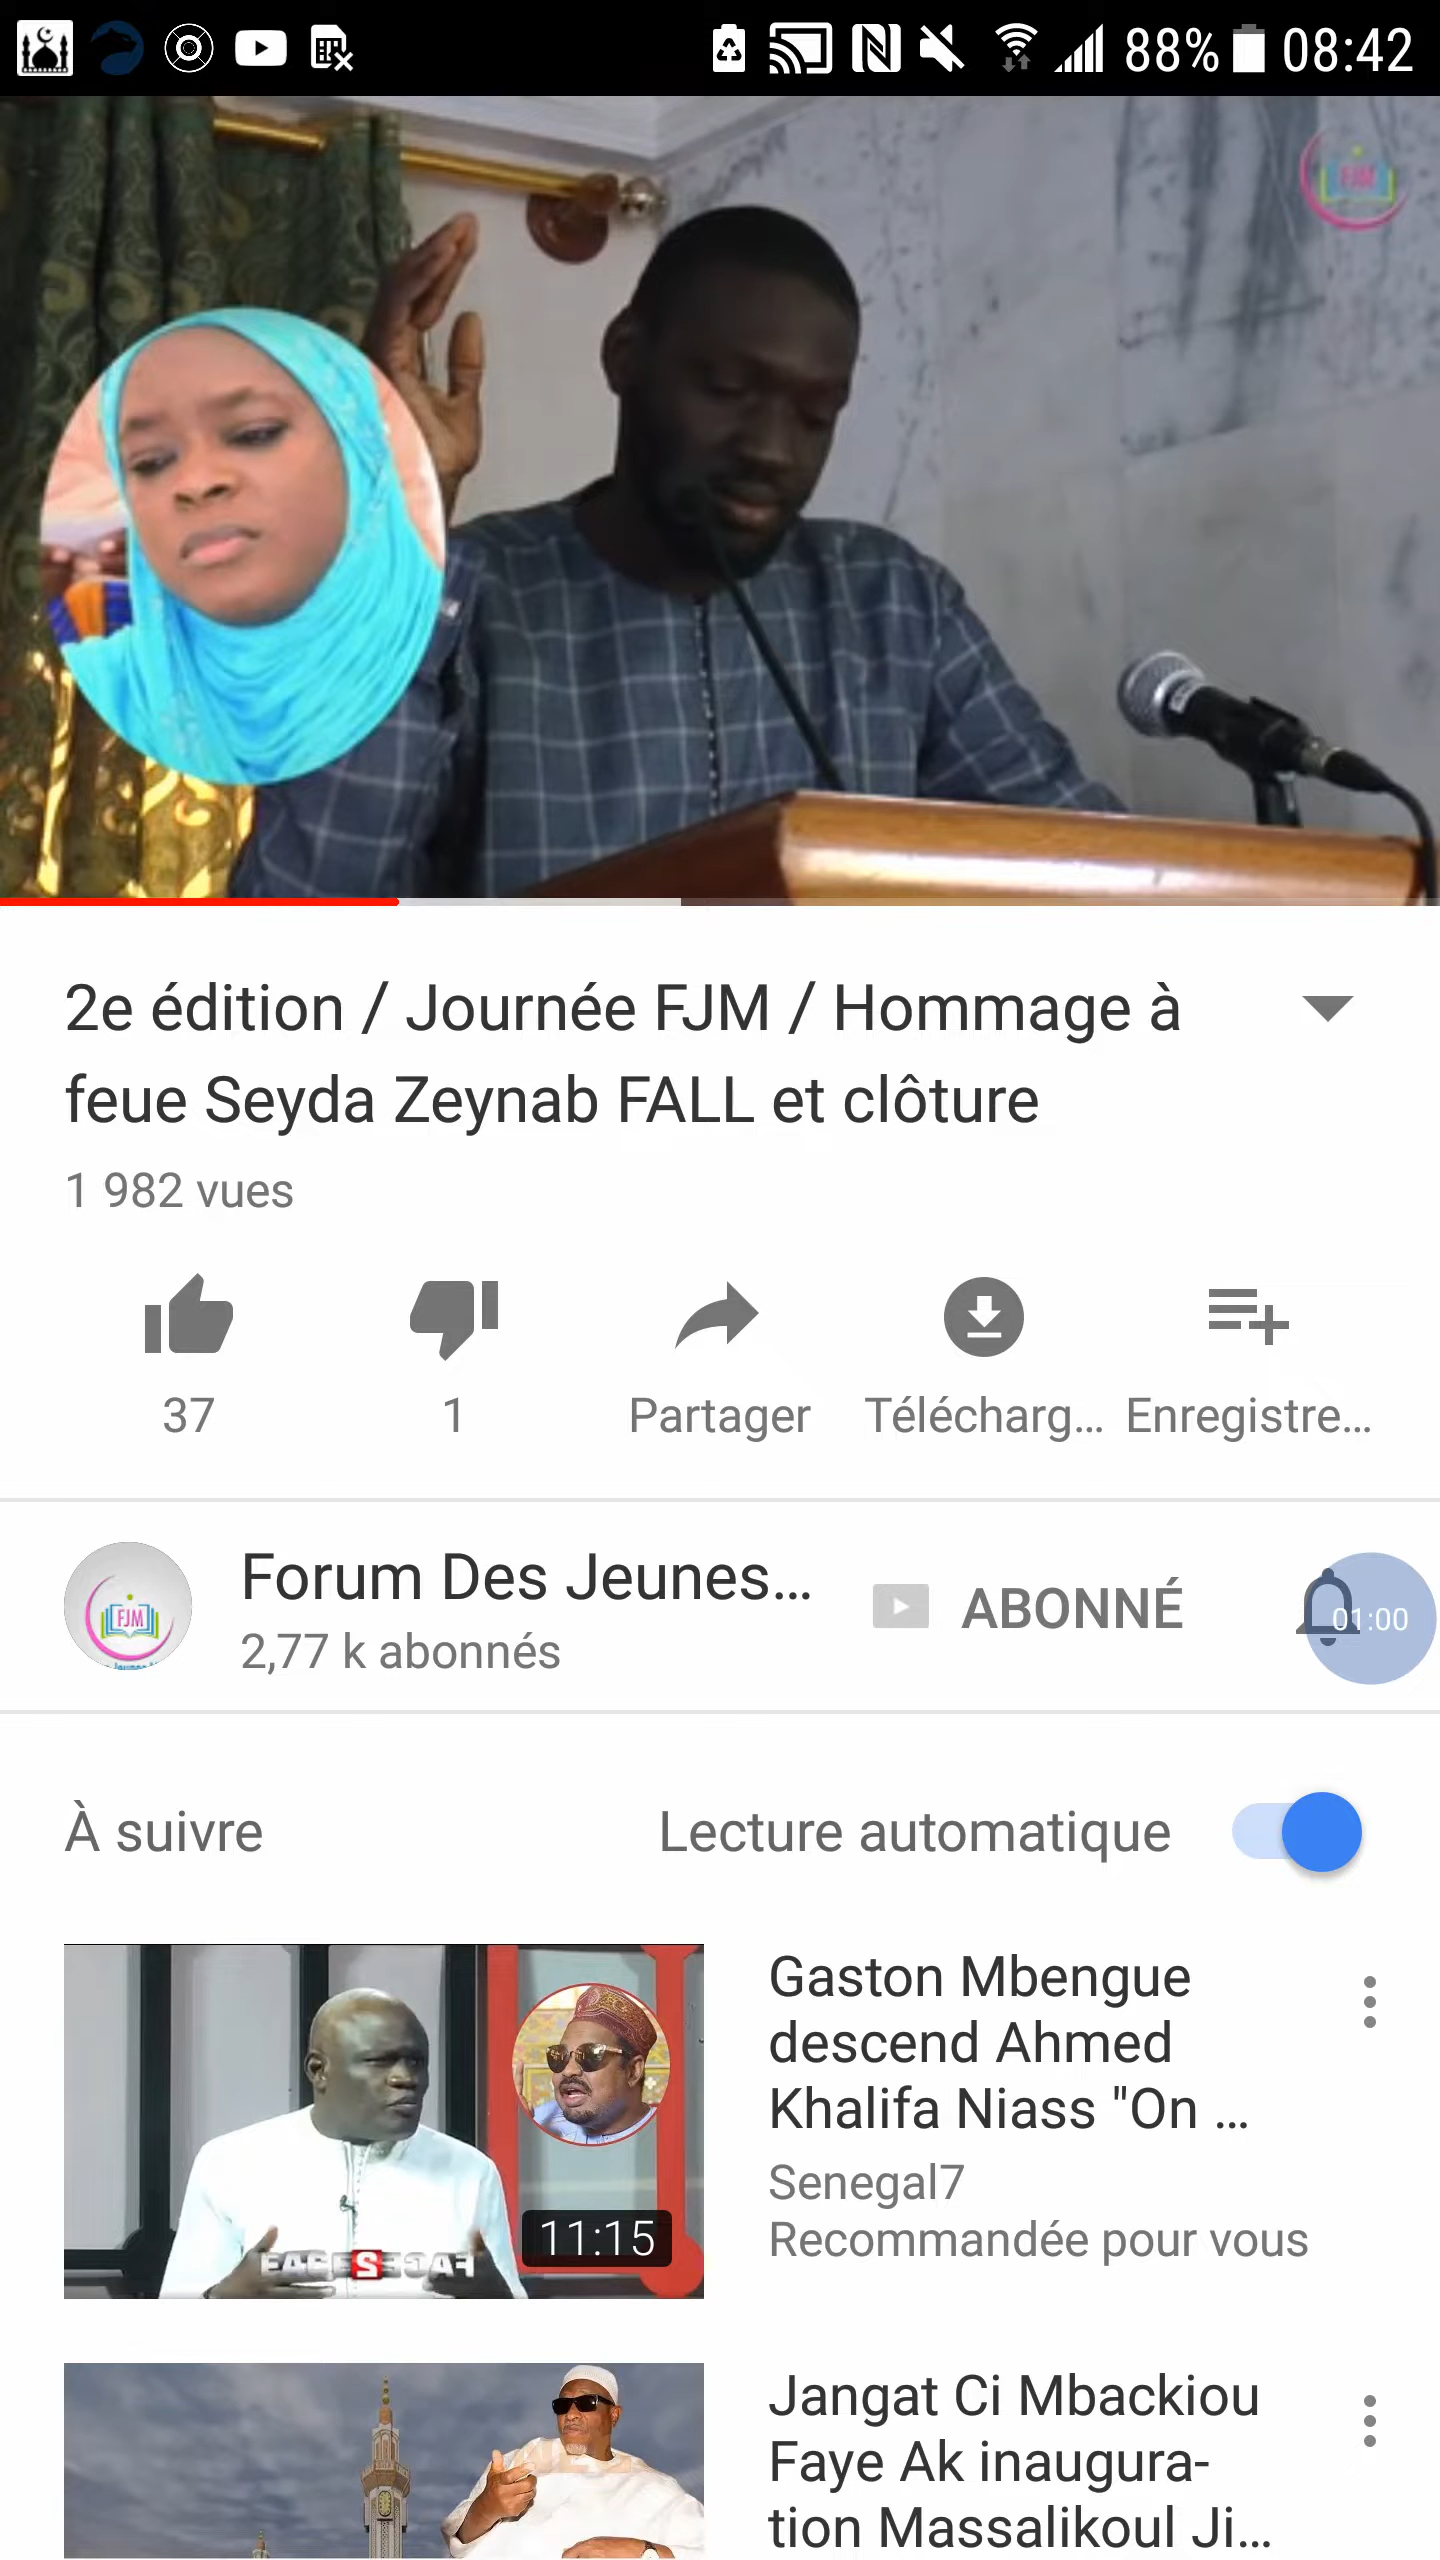 88% 08:42
FJM
2e édition / Journée FJM / Hommage à
feue Seyda Zeynab FALL et clôture
1 982 vues
37
1
Partager
Télécharg...
Enregistre...
FJM
Forum Des Jeunes...
2,77 k abonnés
ABONNÉ
01:00
À suivre
Lecture automatique
11:15
Gaston Mbengue
descend Ahmed
Khalifa Niass "On ...
Senegal7
Recommandée pour vous
Jangat Ci Mbackiou
Faye Ak inaugura-
tion Massalikoul Ji...